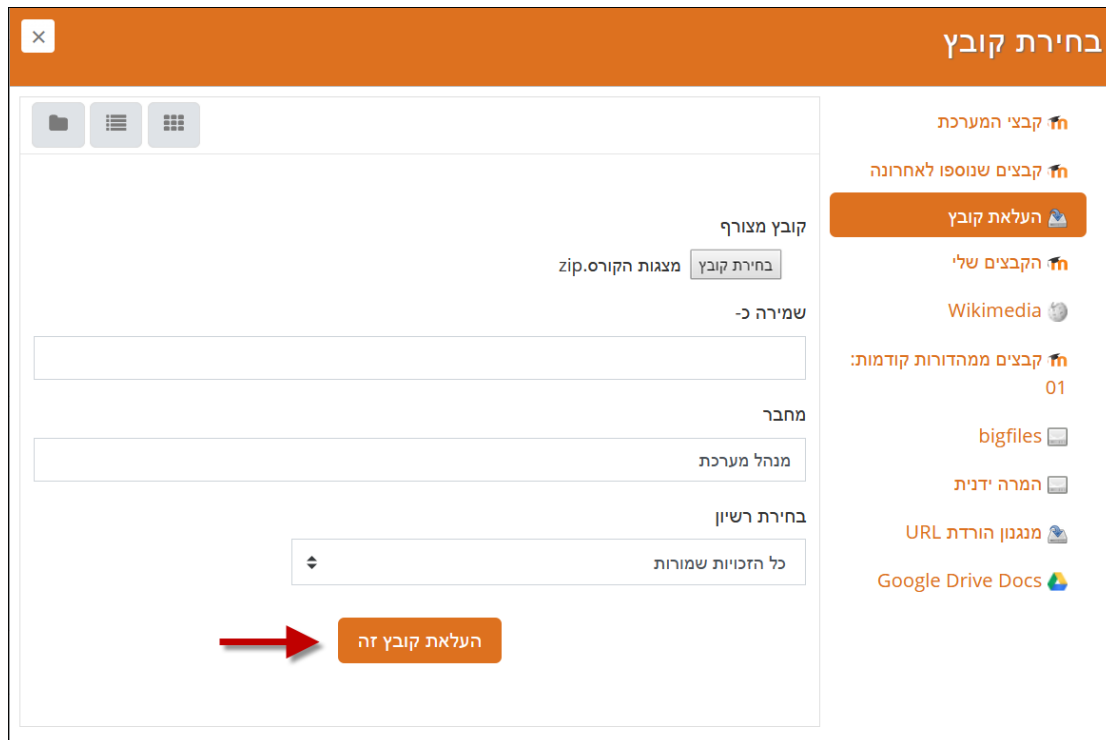 בחירת קובץ
קבצי המערכת
קבצים שנוספו לאחרונה
העלאת קובץ
הקבצים שלי
Wikimedia
קבצים ממהדורות קודמות:
01
bigfiles
המרה ידנית
מנגנון הורדת URL
Google Drive Docs
קובץ מצורף
בחירת קובץ מצגות הקורס.zip
שמירה כ-
מחבר
מנהל מערכת
בחירת רשיון
כל הזכויות שמורות
העלאת קובץ זה